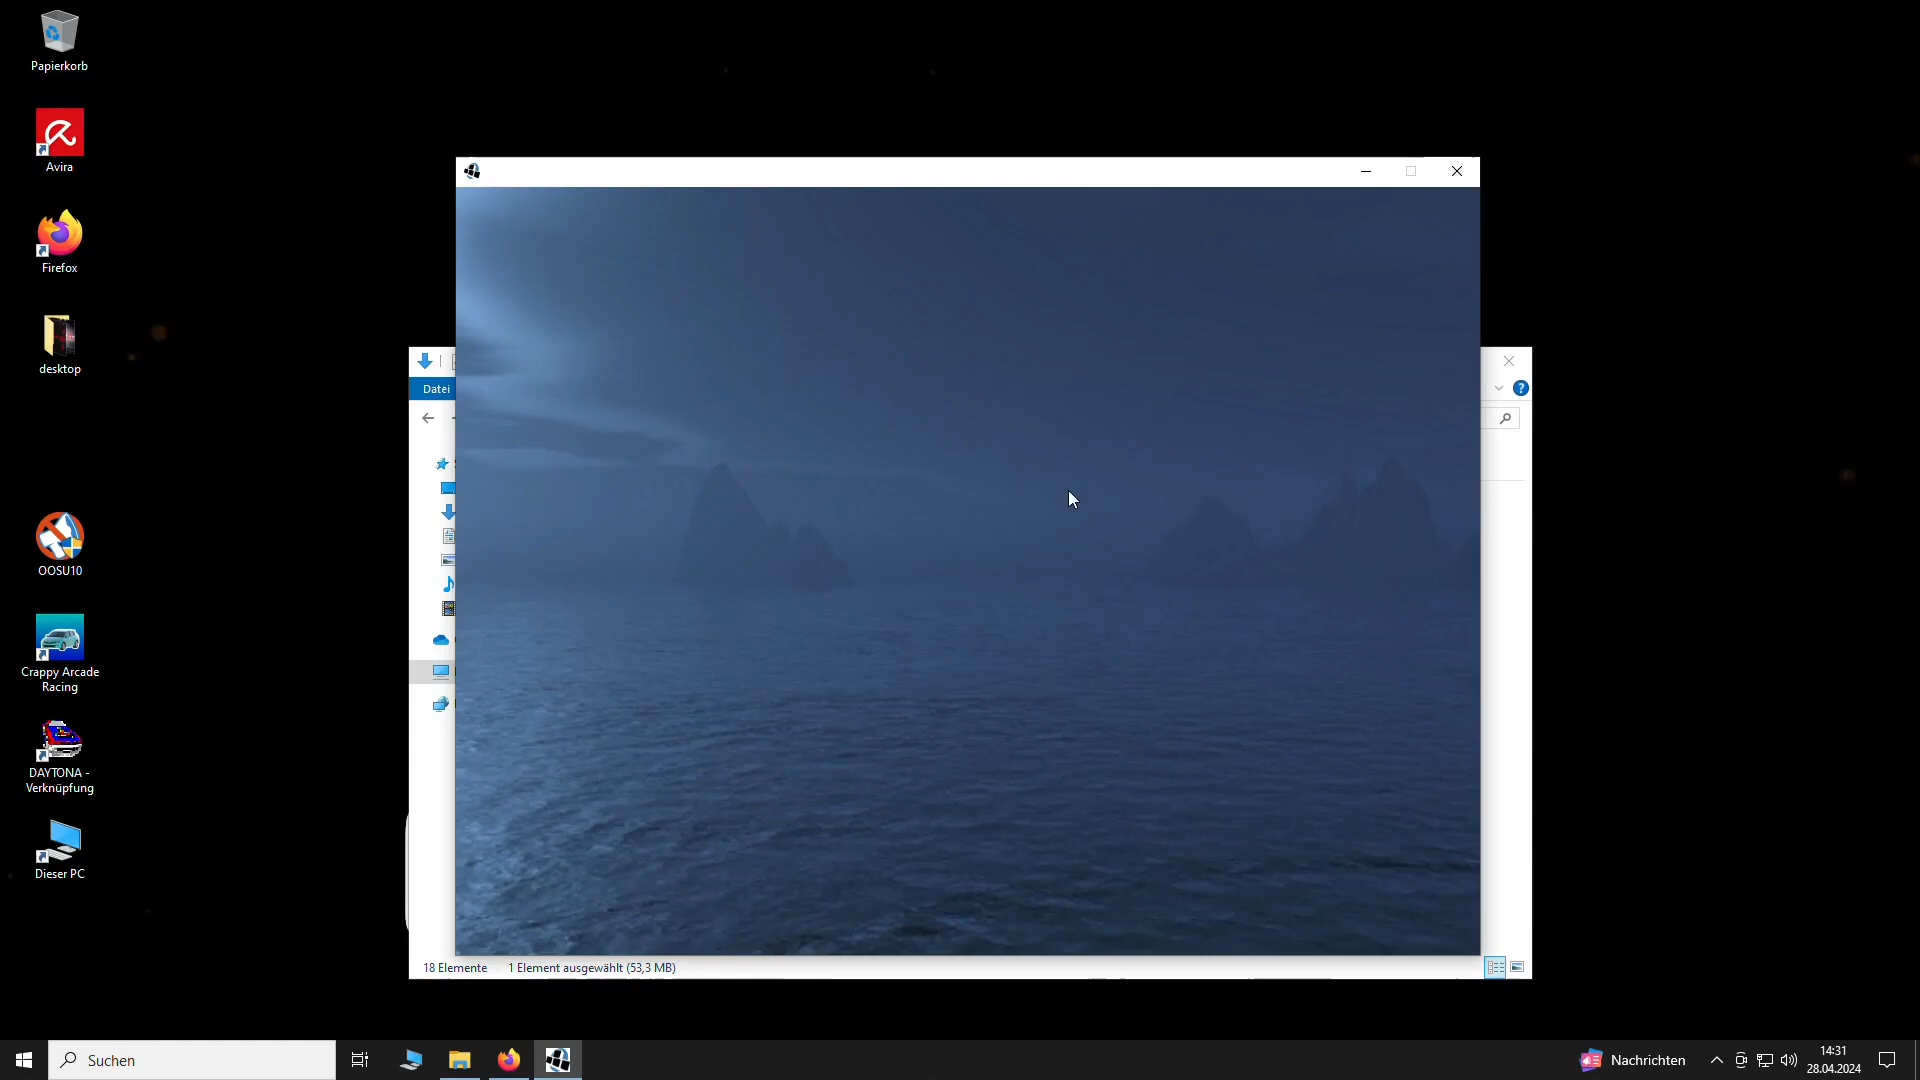 Papierkorb
Avira
Firefox
desktop
OOSU10
Crappy Arcade
Racing
DAYTONA -
Verknüpfung
Dieser PC
Datei
18 Elemente
1 Element ausgewählt (53,3 MB)
Suchen
Nachrichten
14:31
28.04.2024